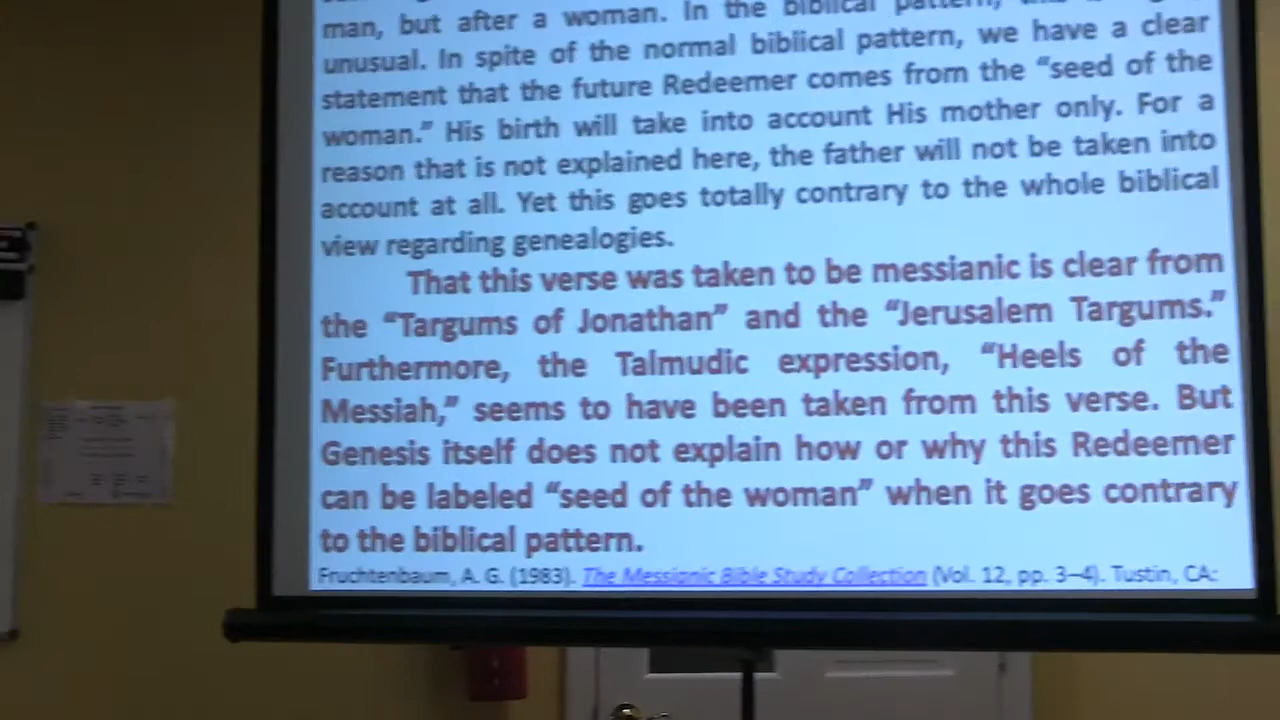 man, but after a woman. In the biblical pattern,
unusual. In spite of the normal biblical pattern, we have a clear
statement that the future Redeemer comes from the “seed of the
woman.” His birth will take into account His mother only. For a
reason that is not explained here, the father will not be taken into
account at all. Yet this goes totally contrary to the whole biblical
view regarding genealogies.
That this verse was taken to be messianic is clear from
the “Targums of Jonathan” and the “Jerusalem Targums.”
Furthermore, the Talmudic expression, “Heels of the
Messiah,” seems to have been taken from this verse. But
Genesis itself does not explain how or why this Redeemer
can be labeled “seed of the woman” when it goes contrary
to the biblical pattern.
Fruchtenbaum, A. G. (1983). The Messianic Bible Study Collection (Vol. 12, pp. 3–4). Tustin, CA: